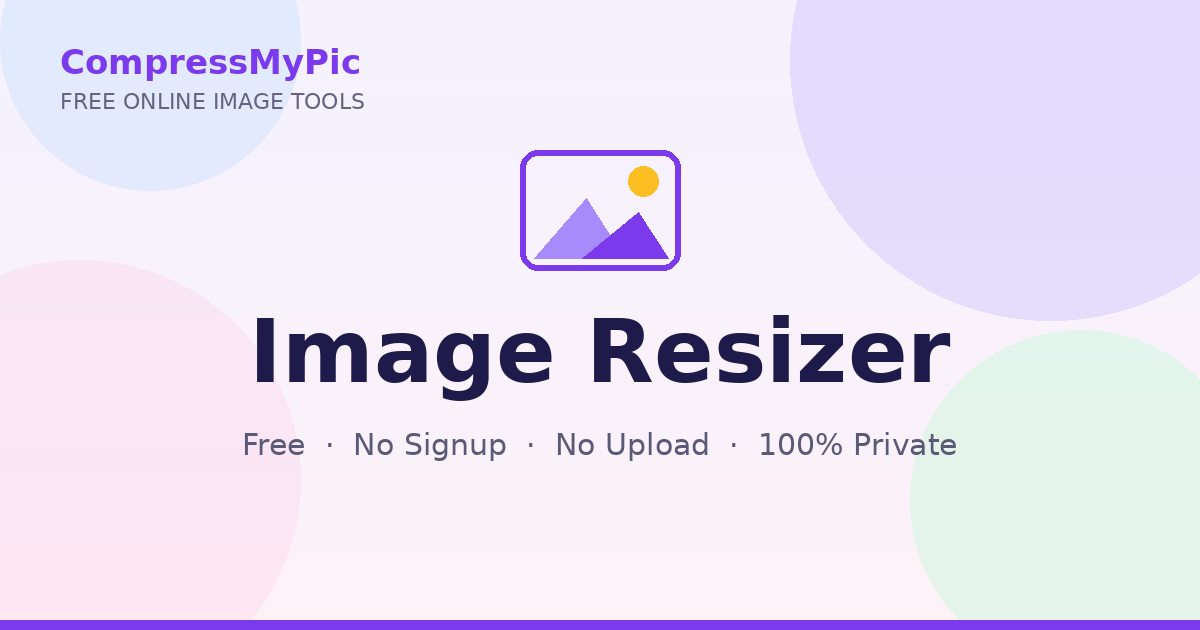 CompressMyPic
FREE ONLINE IMAGE TOOLS
Image Resizer
Free · No Signup · No Upload · 100% Private